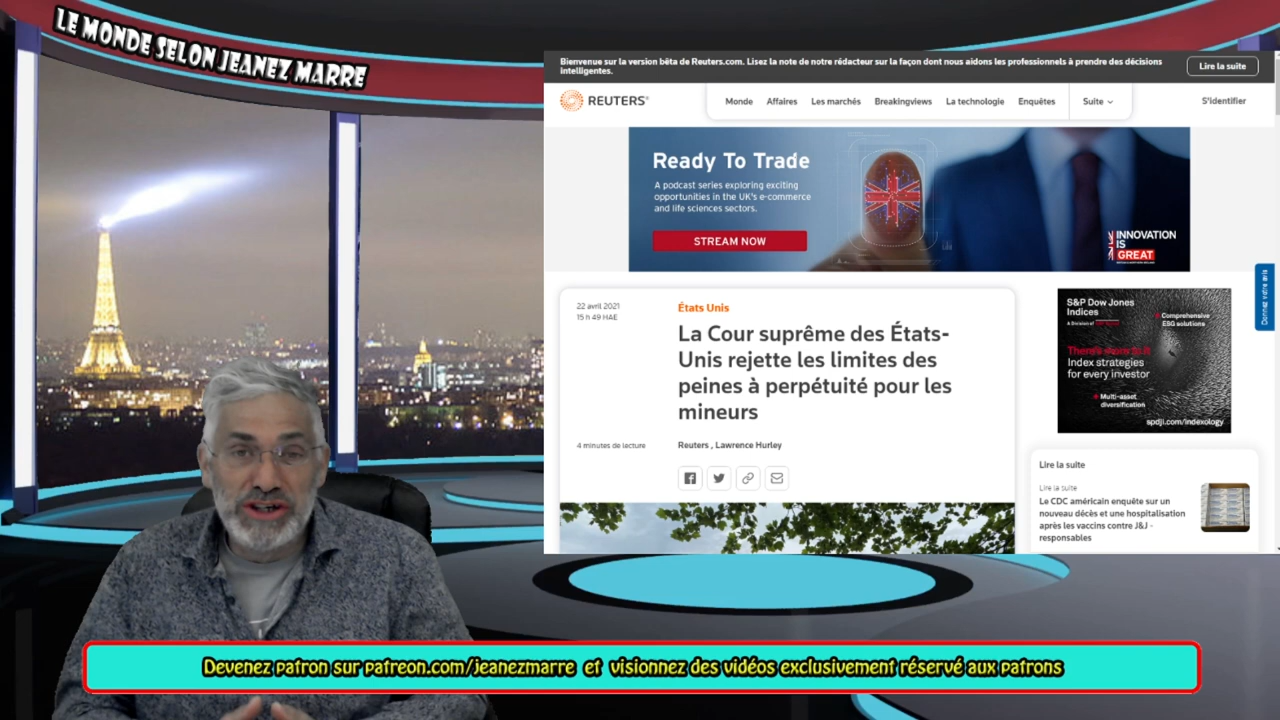 LE MONDE SELON JEANEZ MARRE
Bienvenue sur la version bêta de Reuters.com. Lisez la note de notre rédacteur sur la façon dont nous aidons les professionnels à prendre des décisions
intelligentes.
Lire la suite
REUTERS
Monde Affaires Les marchés Breakingviews La technologie Enquêtes Suite
S'identifier
Ready To Trade
A podcast series exploring exciting
opportunities in the UK's e-commerce
and life sciences sectors.
STREAM NOW
INNOVATION
IS
GREAT
Donnez votre avis
22 avril 2021
15 h 49 HAE
États Unis
La Cour suprême des États-
Unis rejette les limites des
peines à perpétuité pour les
mineurs
4 minutes de lecture
Reuters , Lawrence Hurley
S&P Dow Jones
Indices
A Division of
Comprehensive
ESG solutions
Index strategies
for every investor
Multi-asset
diversification
spdji.com/indexology
Lire la suite
Lire la suite
Le CDC américain enquête sur un
nouveau décès et une hospitalisation
après les vaccins contre J&J -
responsables
Devenez patron sur patreon.com/jeanezmarre et visionnez des vidéos exclusivement réservé aux patrons